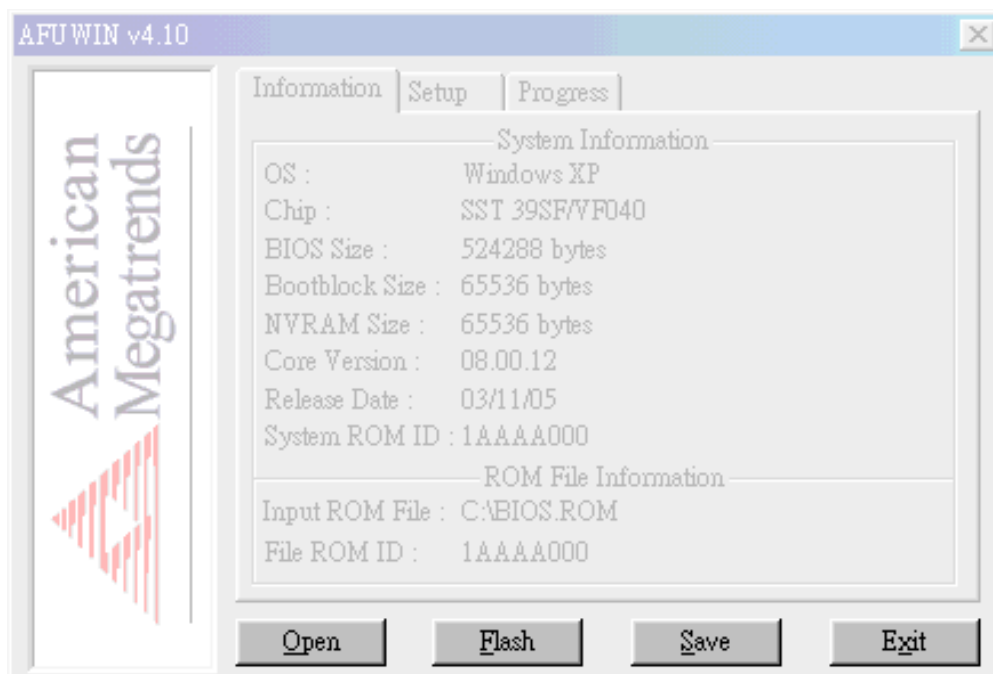 AFUWIN v4.10
American
Megatrends
Information Setup Progress
System Information
OS : Windows XP
Chip : SST 39SF/VF040
BIOS Size : 524288 bytes
Bootblock Size : 65536 bytes
NVRAM Size : 65536 bytes
Core Version : 08.00.12
Release Date : 03/11/05
System ROM ID : 1AAAA000
ROM File Information
Input ROM File : C:\BIOS.ROM
File ROM ID : 1AAAA000
Open Flash Save Exit